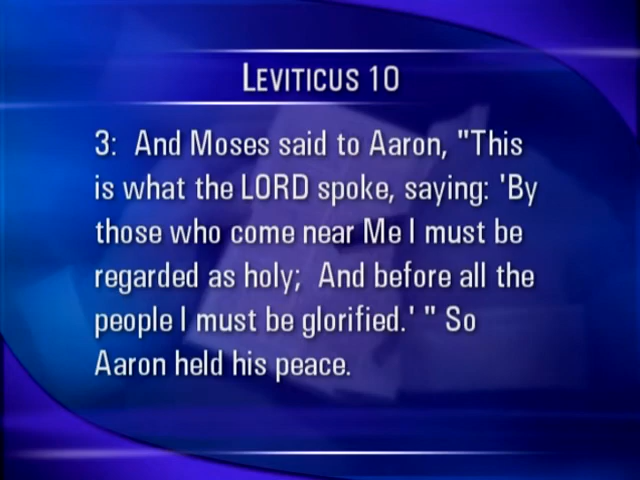 LEVITICUS 10
3:  And Moses said to Aaron, "This
is what the LORD spoke, saying: 'By
those who come near Me I must be
regarded as holy;  And before all the
people I must be glorified.' " So
Aaron held his peace.